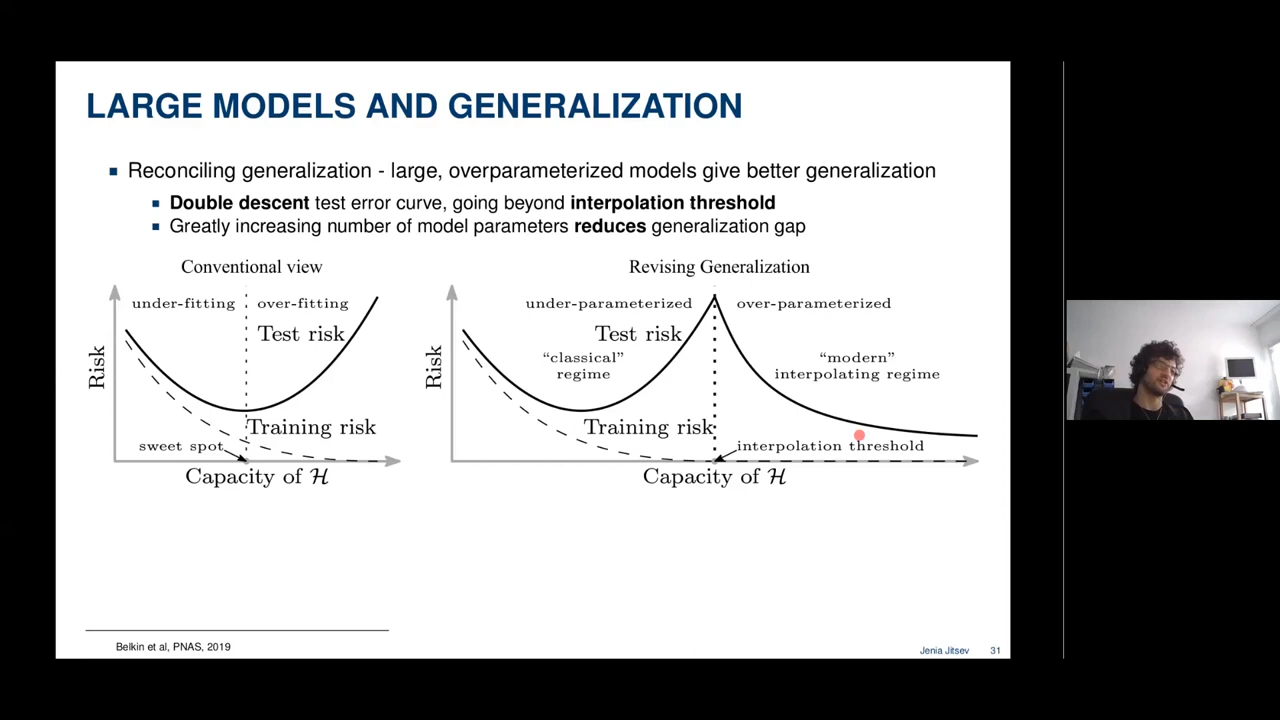 LARGE MODELS AND GENERALIZATION
Reconciling generalization - large, overparameterized models give better generalization
Double descent test error curve, going beyond interpolation threshold
Greatly increasing number of model parameters reduces generalization gap
Conventional view
under-fitting
over-fitting
Test risk
Risk
Training risk
sweet spot
Capacity of ℋ
Revising Generalization
under-parameterized
over-parameterized
Test risk
"classical"
regime
"modern"
interpolating regime
Risk
Training risk
interpolation threshold
Capacity of ℋ
Belkin et al, PNAS, 2019
Jenia Jitsev 31